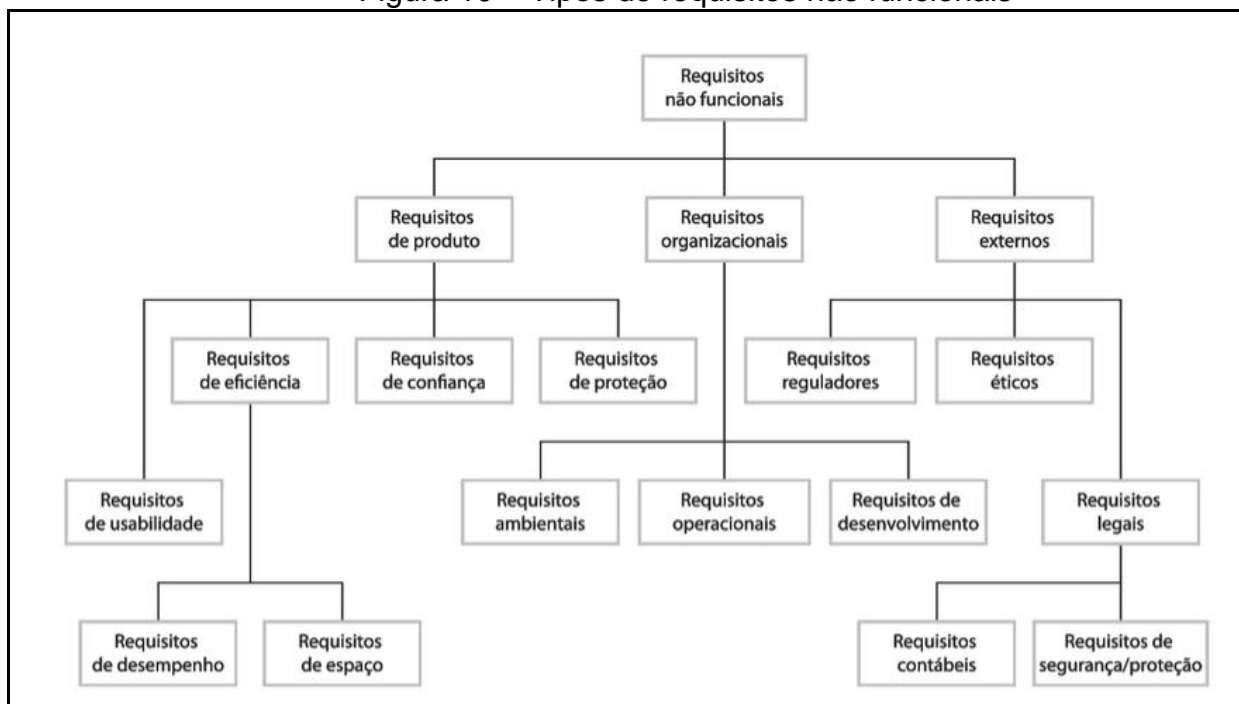 Requisitos
não funcionais
Requisitos
de produto
Requisitos
organizacionais
Requisitos
externos
Requisitos
de eficiência
Requisitos
de confiança
Requisitos
de proteção
Requisitos
reguladores
Requisitos
éticos
Requisitos
de usabilidade
Requisitos
ambientais
Requisitos
operacionais
Requisitos de
desenvolvimento
Requisitos
legais
Requisitos
de desempenho
Requisitos
de espaço
Requisitos
contábeis
Requisitos de
segurança/proteção